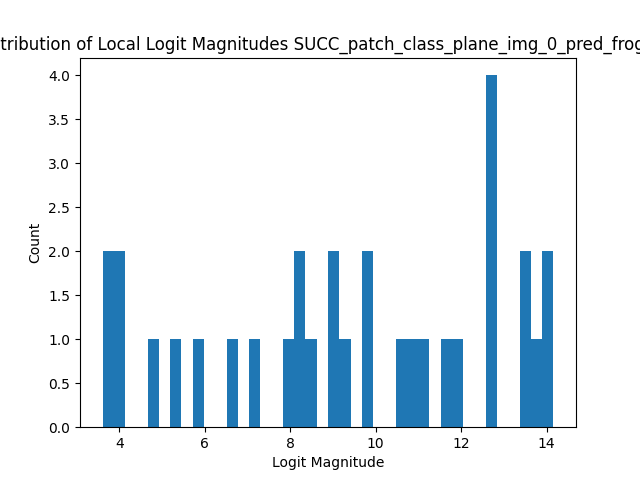 tribution of Local Logit Magnitudes SUCC_patch_class_plane_img_0_pred_frog
4.0
3.5
3.0
2.5
2.0
1.5
1.0
0.5
0.0
Count
4 6 8 10 12 14
Logit Magnitude